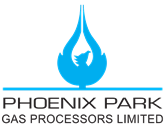 PHOENIX PARK
GAS PROCESSORS LIMITED